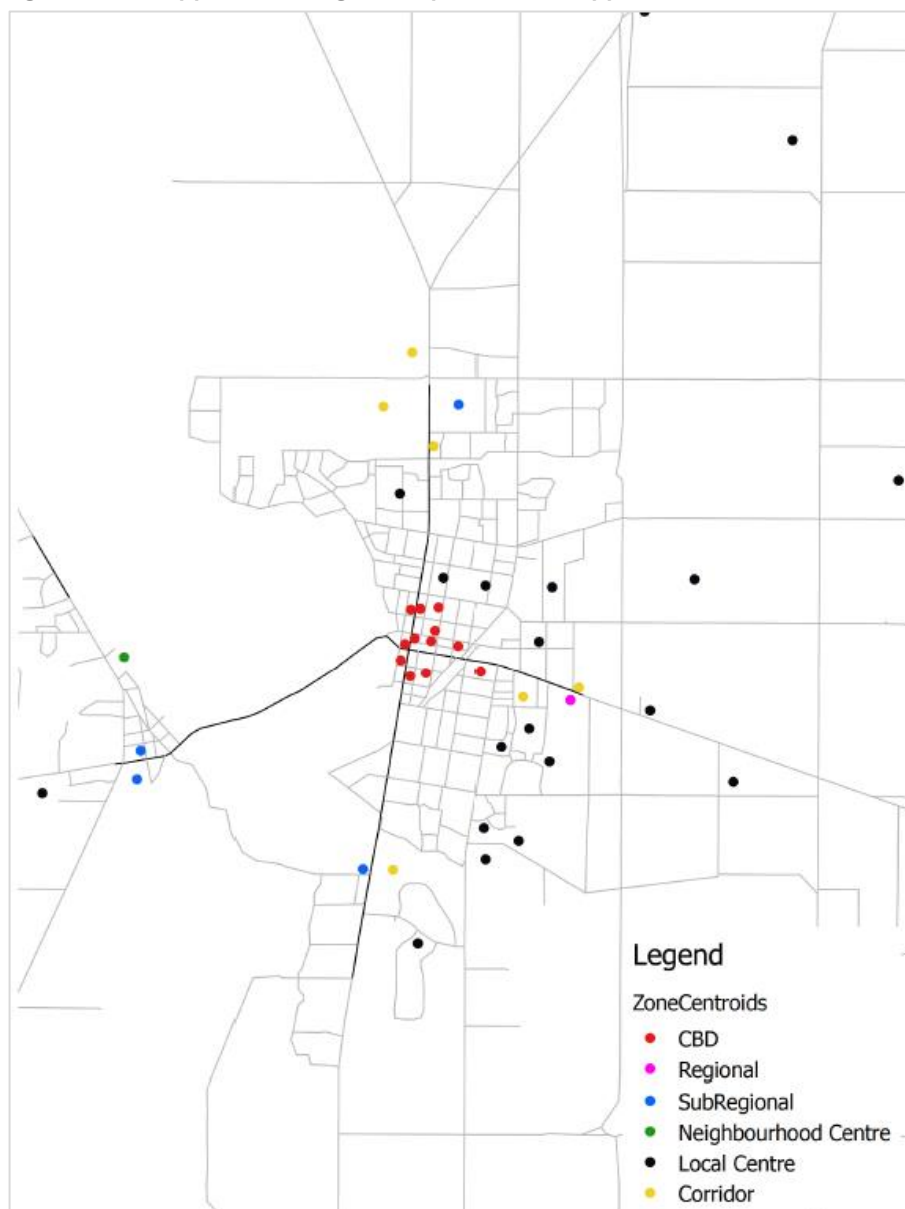 Legend
ZoneCentroids
CBD
Regional
SubRegional
Neighbourhood Centre
Local Centre
Corridor